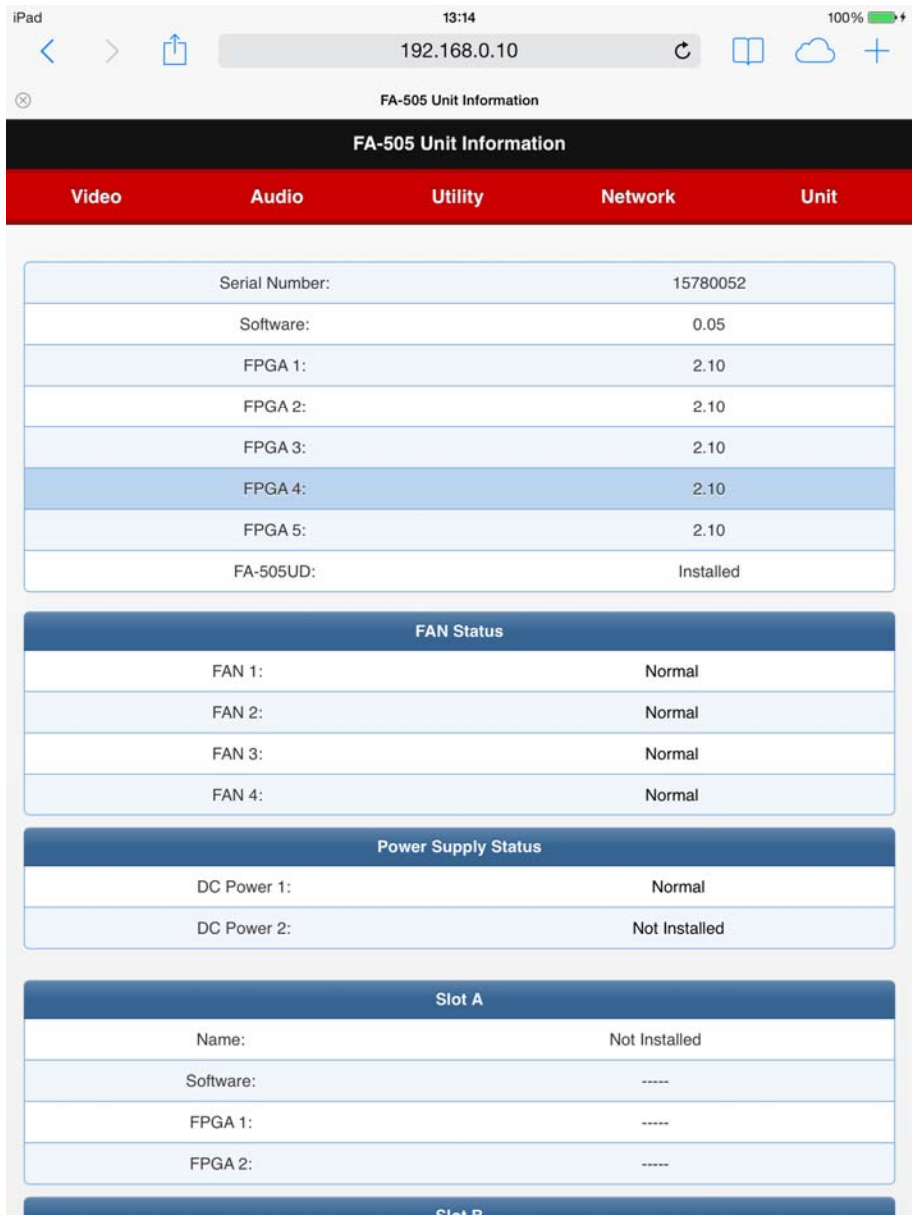 iPad 13:14 100%
192.168.0.10
FA-505 Unit Information
FA-505 Unit Information
Video Audio Utility Network Unit
Serial Number: 15780052
Software: 0.05
FPGA 1: 2.10
FPGA 2: 2.10
FPGA 3: 2.10
FPGA 4: 2.10
FPGA 5: 2.10
FA-505UD: Installed
FAN Status
FAN 1: Normal
FAN 2: Normal
FAN 3: Normal
FAN 4: Normal
Power Supply Status
DC Power 1: Normal
DC Power 2: Not Installed
Slot A
Name: Not Installed
Software: -----
FPGA 1: -----
FPGA 2: -----
Slot B